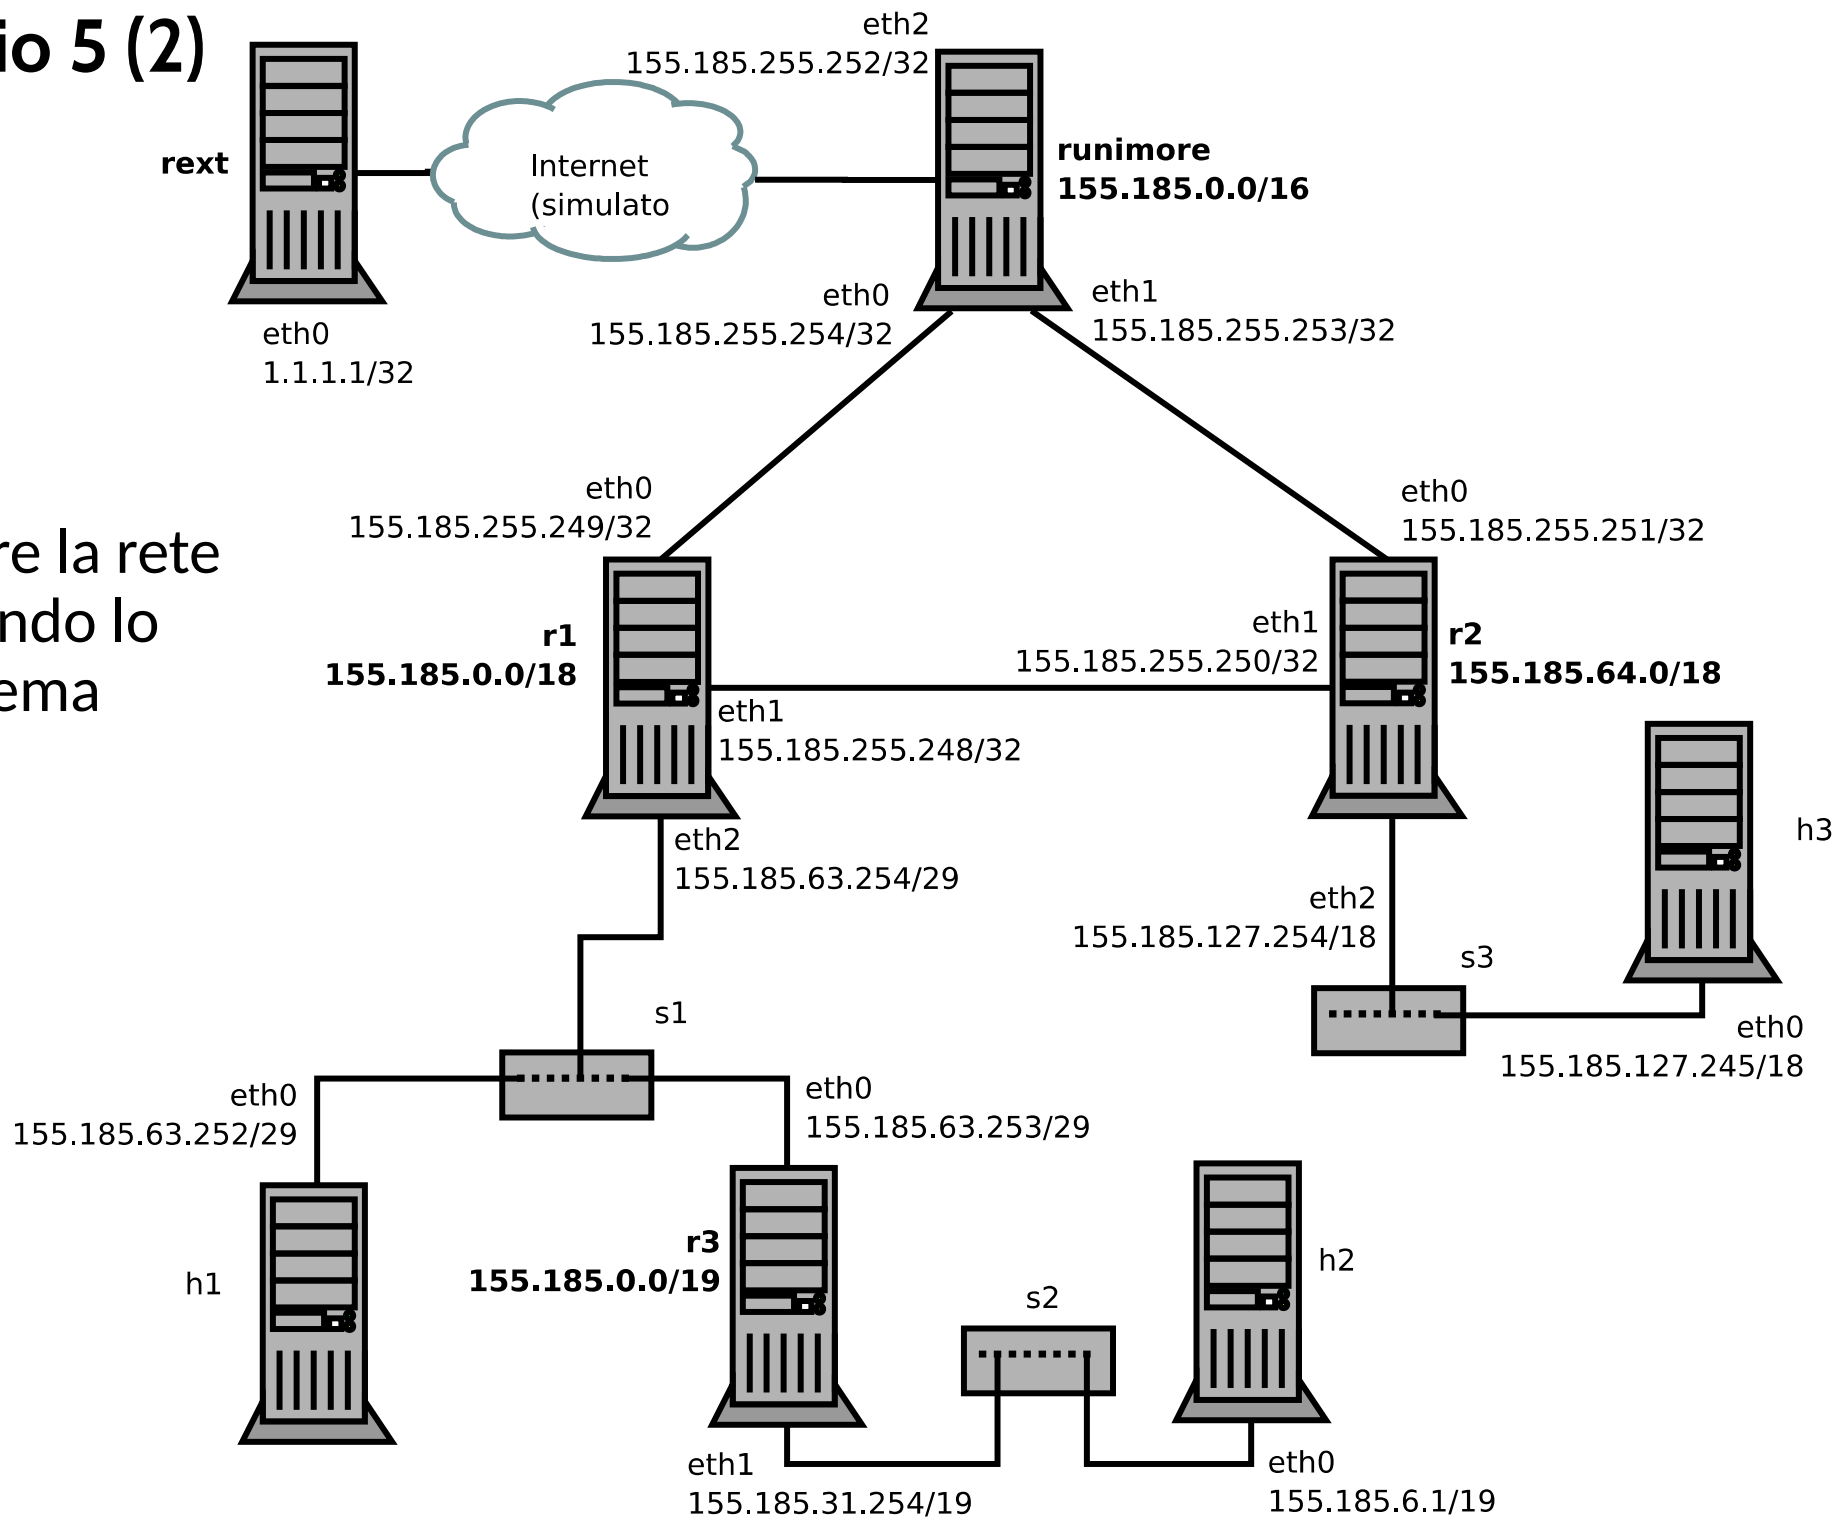 io 5 (2)
eth2
155.185.255.252/32
rext
Internet
(simulato
runimore
155.185.0.0/16
eth0
1.1.1.1/32
eth0
155.185.255.254/32
eth1
155.185.255.253/32
eth0
155.185.255.249/32
eth0
155.185.255.251/32
re la rete
ndo lo
ema
r1
155.185.0.0/18
eth1
155.185.255.250/32
r2
155.185.64.0/18
eth1
155.185.255.248/32
h3
eth2
155.185.63.254/29
eth2
155.185.127.254/18
s3
s1
eth0
155.185.127.245/18
eth0
155.185.63.252/29
eth0
155.185.63.253/29
h1
r3
155.185.0.0/19
s2
h2
eth1
155.185.31.254/19
eth0
155.185.6.1/19